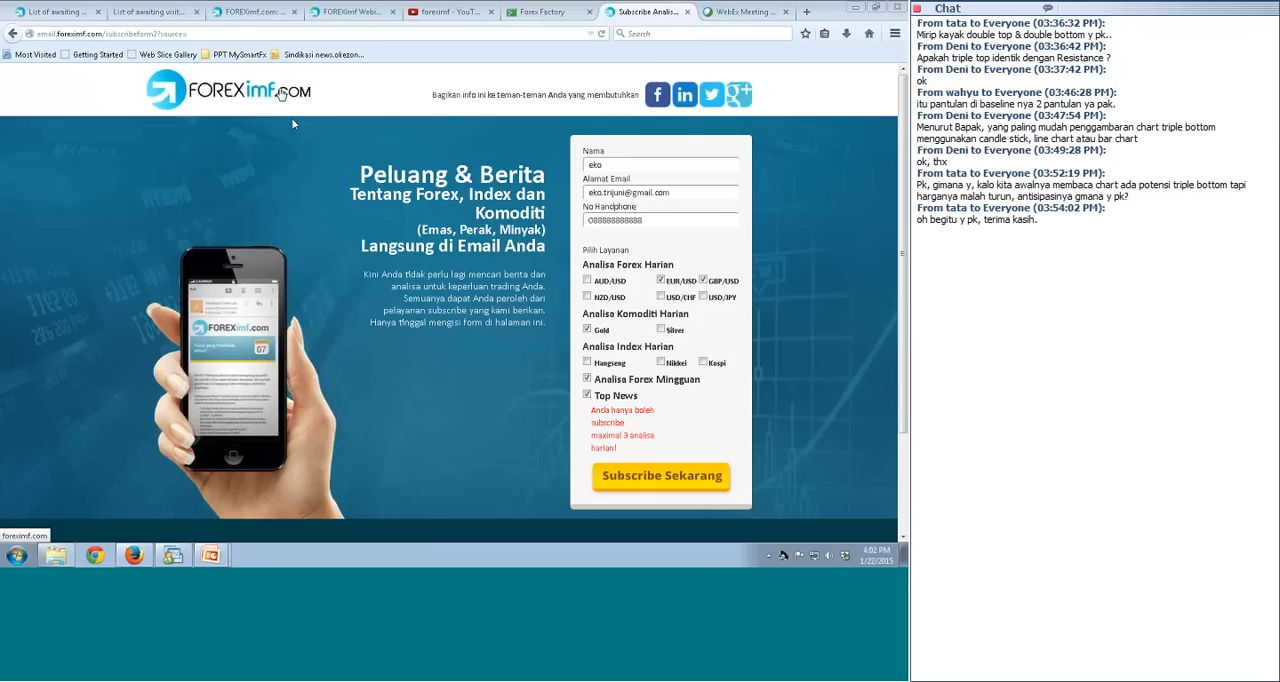 List of awaiting ...
List of awaiting visit...
FOREXimf.com: ...
FOREXimf Webi...
foreximf - YouT...
Forex Factory
Subscribe Analis...
WebEx Meeting ...
email.foreximf.com/subscribeform2?source=
Search
Most Visited
Getting Started
Web Slice Gallery
PPT MySmartFx
Sindikasi news.okezon...
FOREXimf.COM
Bagikan info ini ke teman-teman Anda yang membutuhkan
Peluang & Berita
Tentang Forex, Index dan
Komoditi
(Emas, Perak, Minyak)
Langsung di Email Anda
Kini Anda tidak perlu lagi mencari berita dan
analisa untuk keperluan trading Anda.
Semuanya dapat Anda peroleh dari
pelayanan subscribe yang kami berikan.
Hanya tinggal mengisi form di halaman ini.
FOREXimf.com
07
Nama
eko
Alamat Email
eko.trijuni@gmail.com
No Handphone
088888888888
Pilih Layanan
Analisa Forex Harian
AUD/USD EUR/USD GBP/USD
NZD/USD USD/CHF USD/JPY
Analisa Komoditi Harian
Gold Silver
Analisa Index Harian
Hangseng Nikkei Kospi
Analisa Forex Mingguan
Top News
Anda hanya boleh
subscribe
maximal 3 analisa
harian!
Subscribe Sekarang
foreximf.com
4:02 PM
1/22/2015
Chat
From tata to Everyone (03:36:32 PM):
Mirip kayak double top & double bottom y pk..
From Deni to Everyone (03:36:42 PM):
Apakah triple top identik dengan Resistance ?
From Deni to Everyone (03:37:42 PM):
ok
From wahyu to Everyone (03:46:28 PM):
itu pantulan di baseline nya 2 pantulan ya pak.
From Deni to Everyone (03:47:54 PM):
Menurut Bapak, yang paling mudah penggambaran chart triple bottom
menggunakan candle stick, line chart atau bar chart
From Deni to Everyone (03:49:28 PM):
ok, thx
From tata to Everyone (03:52:19 PM):
Pk, gimana y, kalo kita awalnya membaca chart ada potensi triple bottom tapi
harganya malah turun, antisipasinya gmana y pk?
From tata to Everyone (03:54:02 PM):
oh begitu y pk, terima kasih.